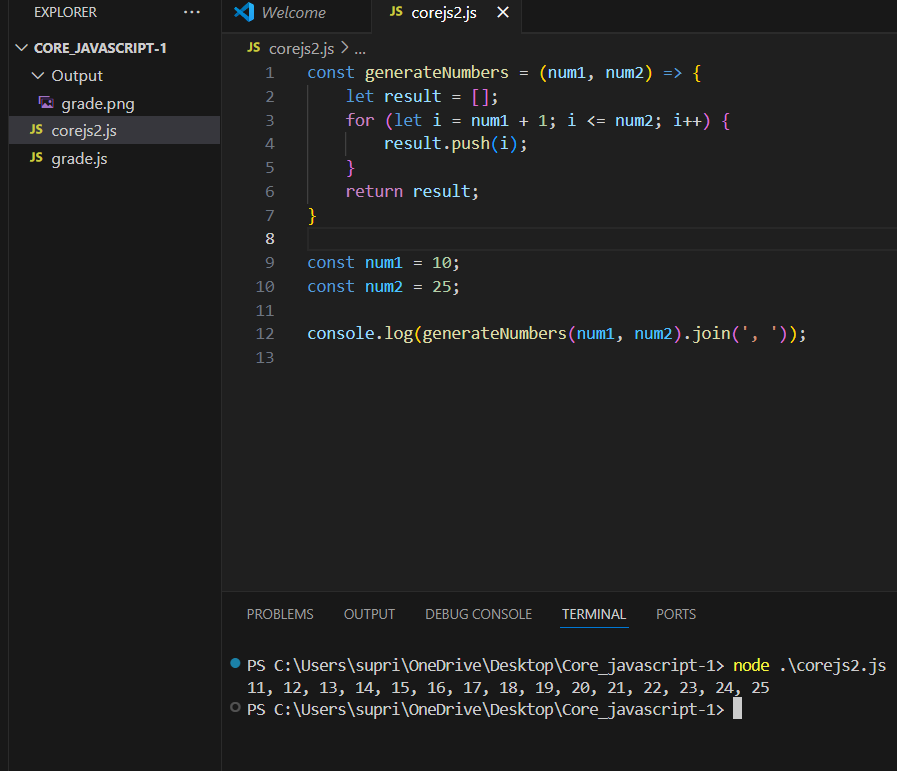 EXPLORER ...
CORE_JAVASCRIPT-1
Output
grade.png
JS corejs2.js
JS grade.js
Welcome
JS corejs2.js
JS corejs2.js > ...
1 const generateNumbers = (num1, num2) => {
2 let result = [];
3 for (let i = num1 + 1; i <= num2; i++) {
4 result.push(i);
5 }
6 return result;
7 }
8
9 const num1 = 10;
10 const num2 = 25;
11
12 console.log(generateNumbers(num1, num2).join(', '));
13
PROBLEMS OUTPUT DEBUG CONSOLE TERMINAL PORTS
PS C:\Users\supri\OneDrive\Desktop\Core_javascript-1> node .\corejs2.js
11, 12, 13, 14, 15, 16, 17, 18, 19, 20, 21, 22, 23, 24, 25
PS C:\Users\supri\OneDrive\Desktop\Core_javascript-1>